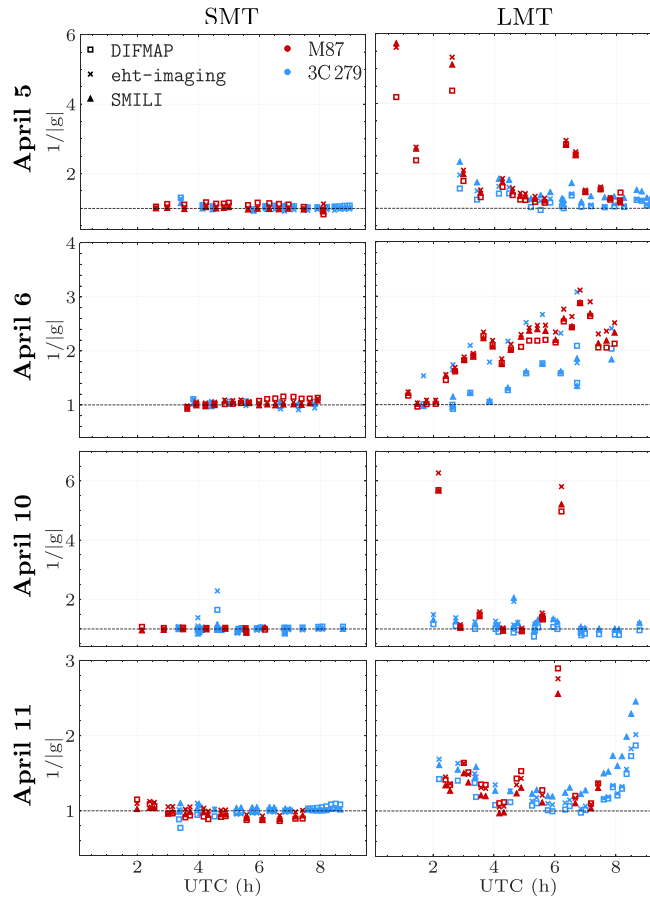 SMT LMT
DIFMAP M87
eht-imaging 3C 279
SMILI
April 5
1/|g|
6
4
2
April 6
1/|g|
4
3
2
1
April 10
1/|g|
6
4
2
April 11
1/|g|
3
2
1
2 4 6 8 2 4 6 8
UTC (h) UTC (h)